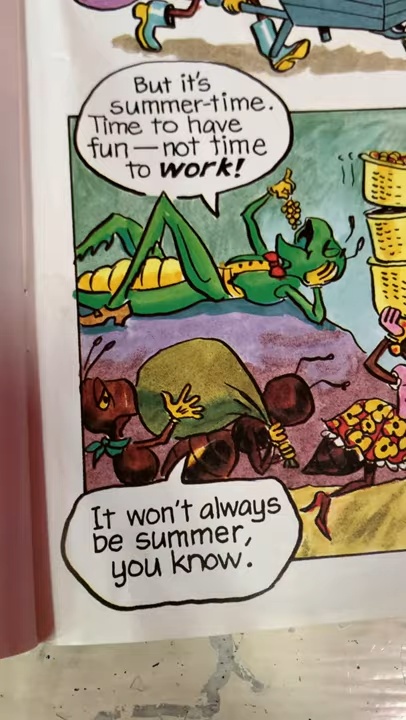 But it's
summer-time.
Time to have
fun—not time
to work!
It won't always
be summer,
you know.